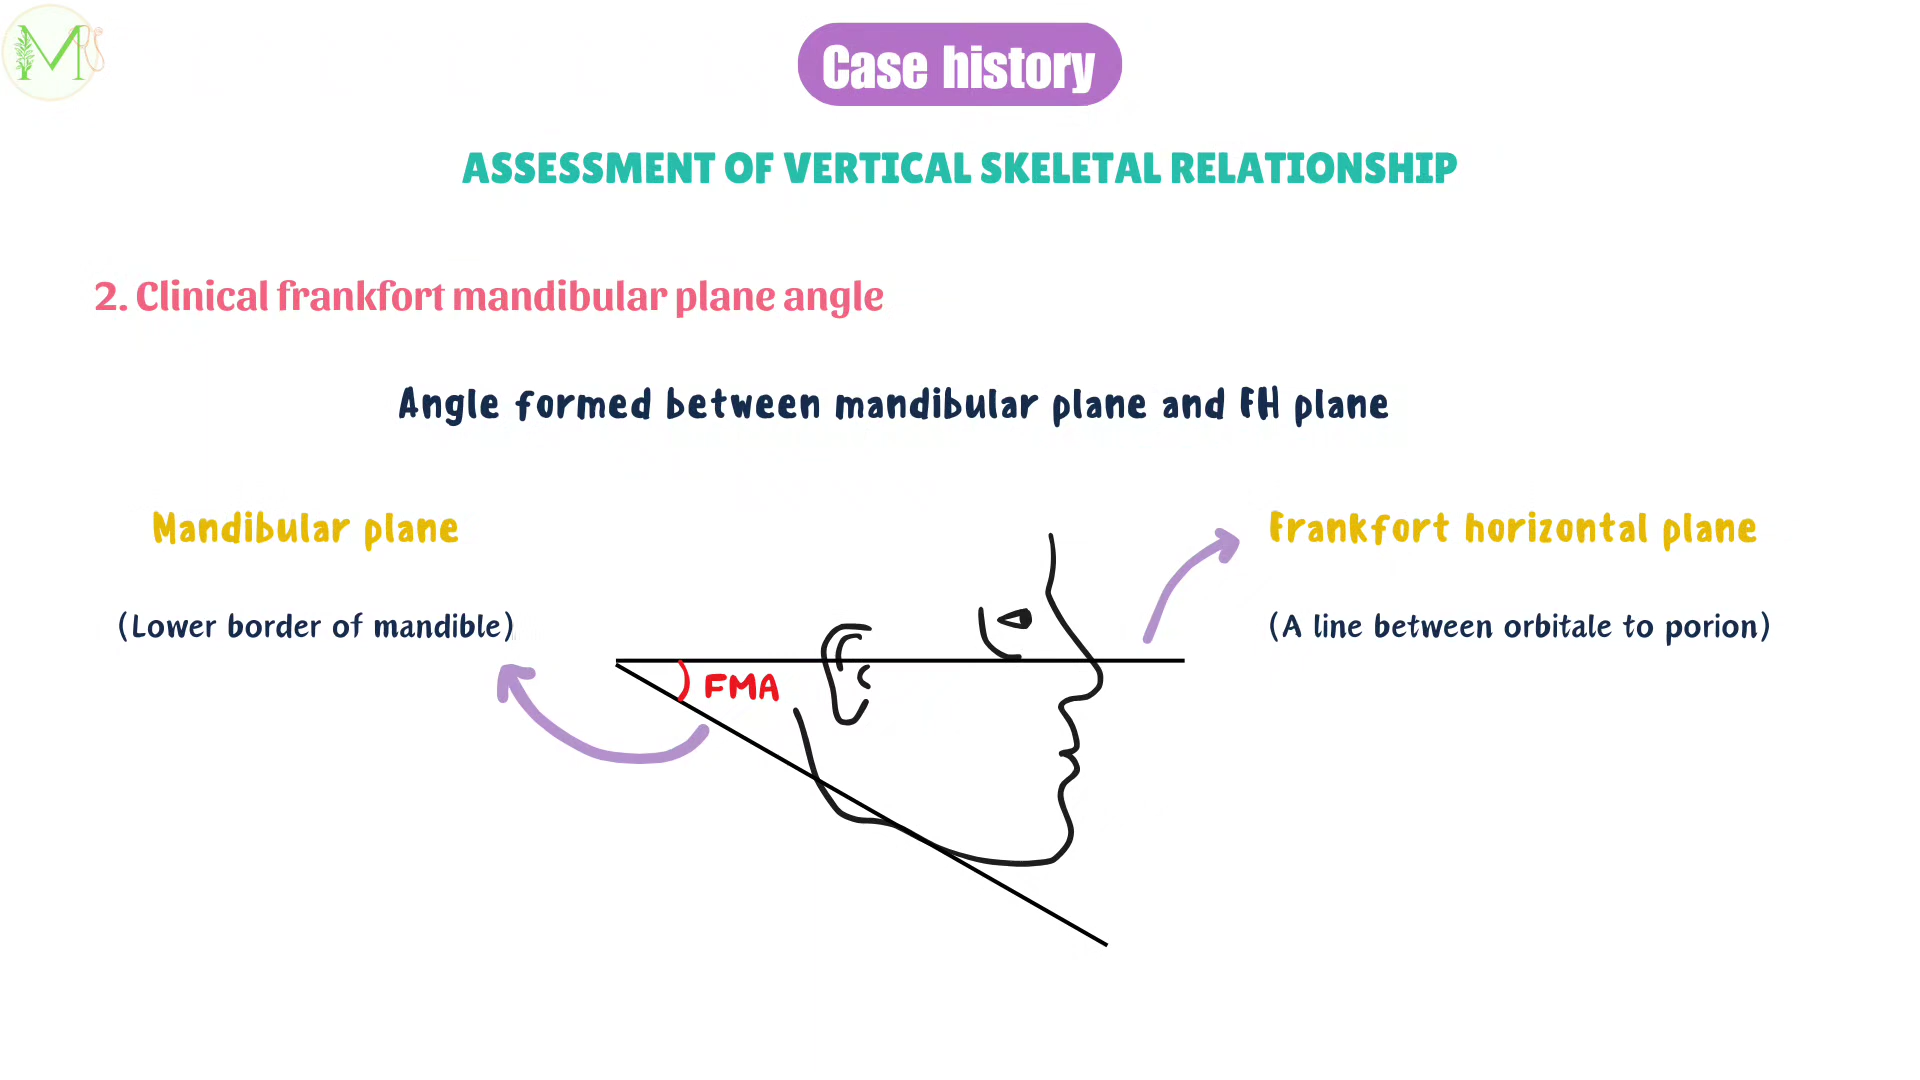 M
Case history
ASSESSMENT OF VERTICAL SKELETAL RELATIONSHIP
2. Clinical frankfort mandibular plane angle
Angle formed between mandibular plane and FH plane
Mandibular plane
(Lower border of mandible)
Frankfort horizontal plane
(A line between orbitale to porion)
FMA